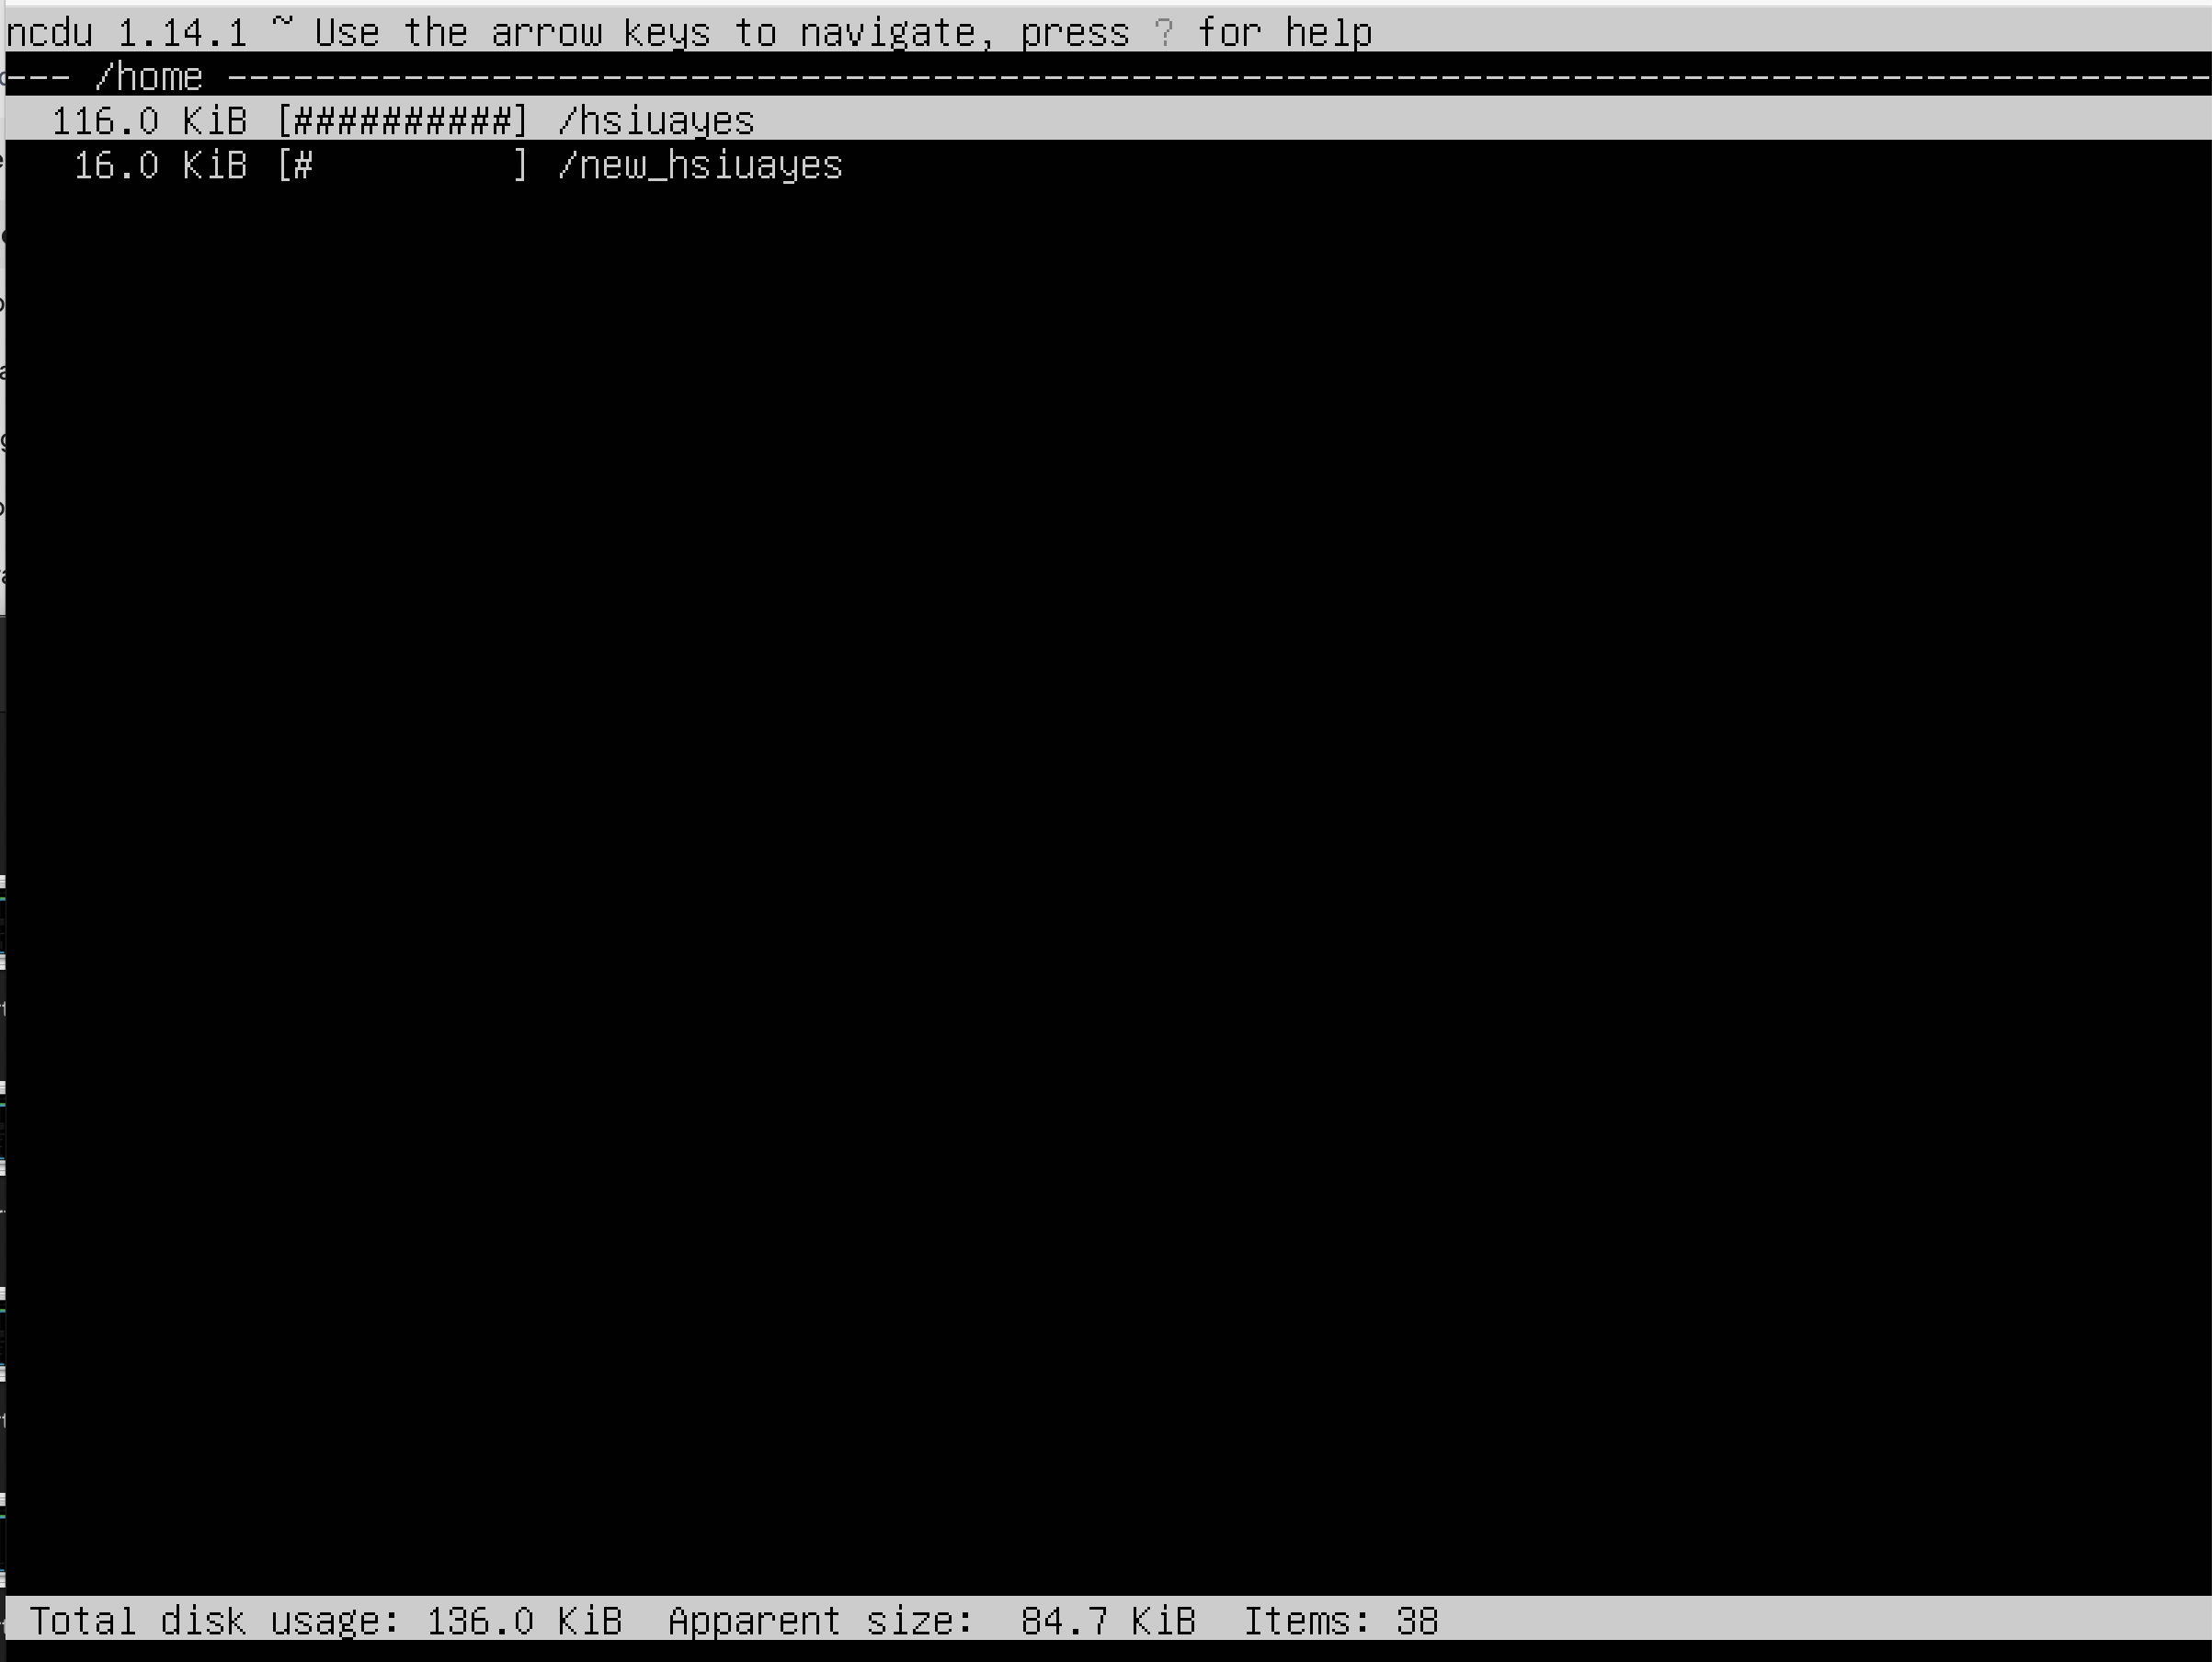 ncdu 1.14.1 ~ Use the arrow keys to navigate, press ? for help
--- /home ------------------------------------------------------------------------------------------
116.0 KiB [##########] /hsiuayes
16.0 KiB [#         ] /new_hsiuayes
Total disk usage: 136.0 KiB  Apparent size:  84.7 KiB  Items: 38